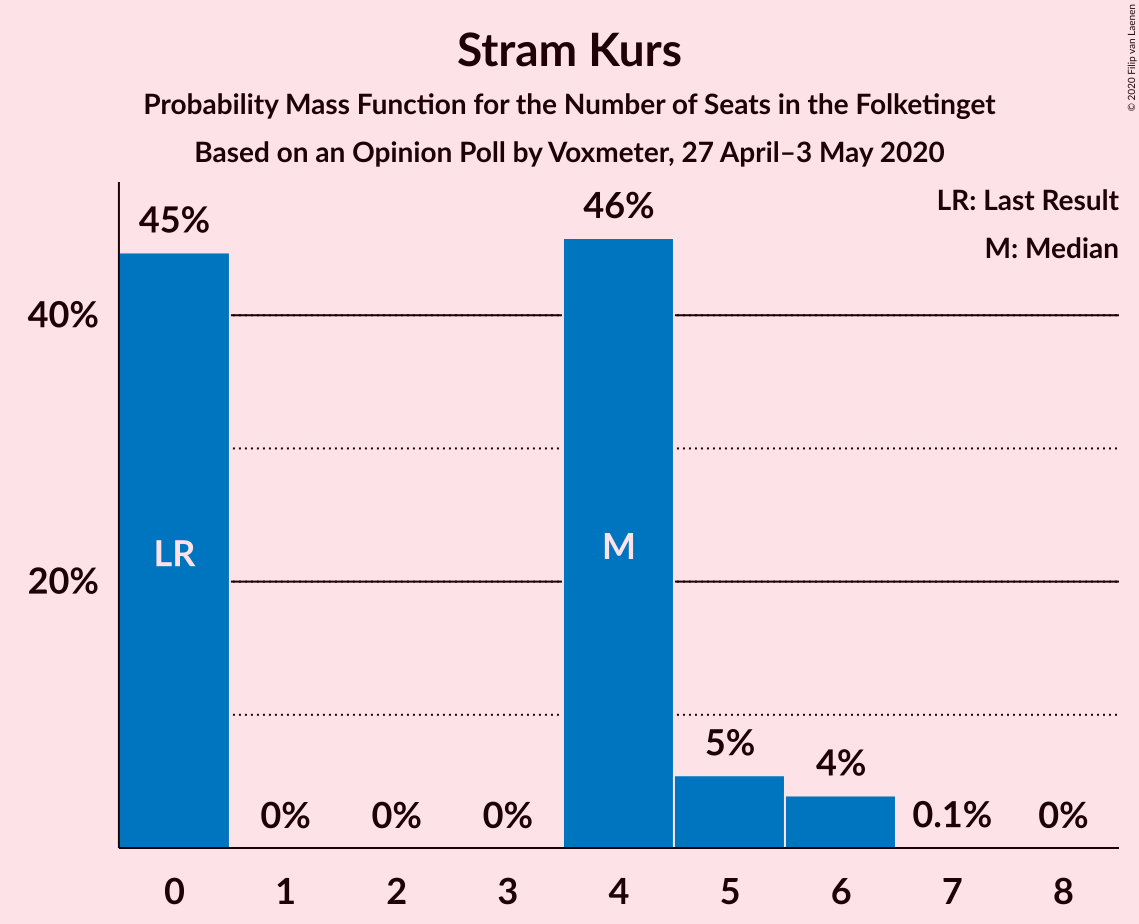 Stram Kurs
Probability Mass Function for the Number of Seats in the Folketinget
Based on an Opinion Poll by Voxmeter, 27 April–3 May 2020
© 2020 Filip van Laenen
LR: Last Result
M: Median
45%
46%
40%
LR
M
20%
5%
4%
0%
0%
0%
0.1%
0%
0
1
2
3
4
5
6
7
8